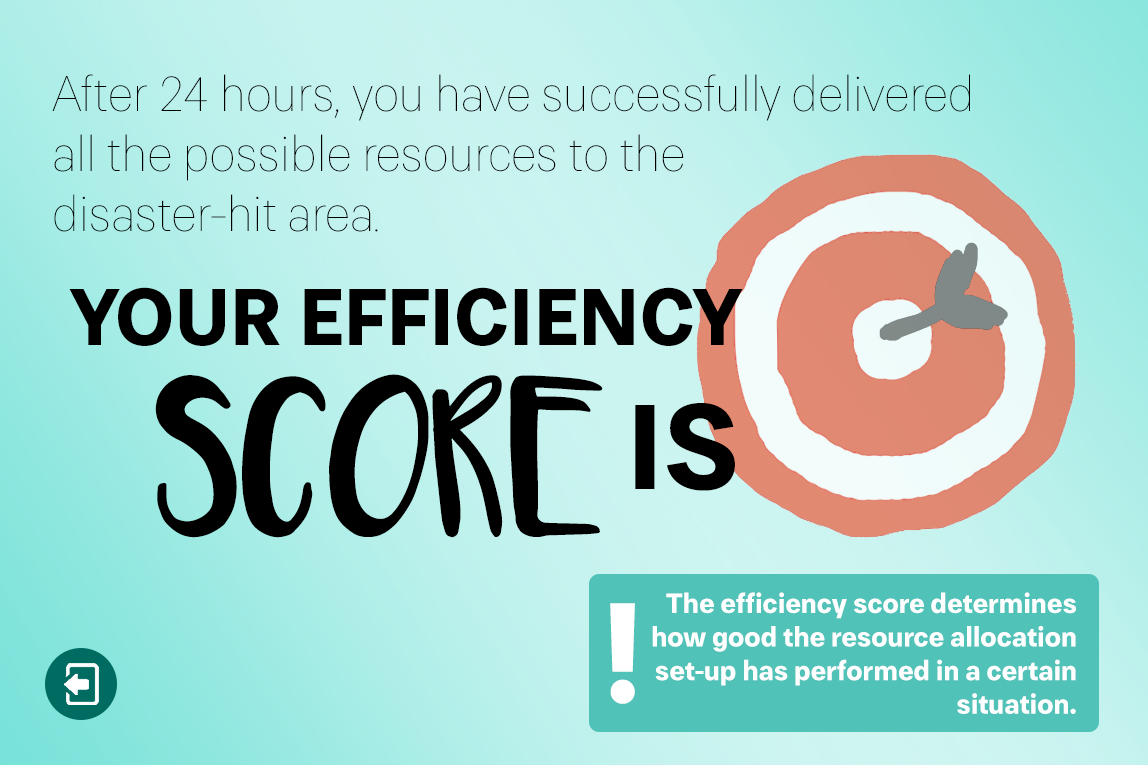 After 24 hours, you have successfully delivered
all the possible resources to the
disaster-hit area.
YOUR EFFICIENCY
SCORE IS
! The efficiency score determines
how good the resource allocation
set-up has performed in a certain
situation.